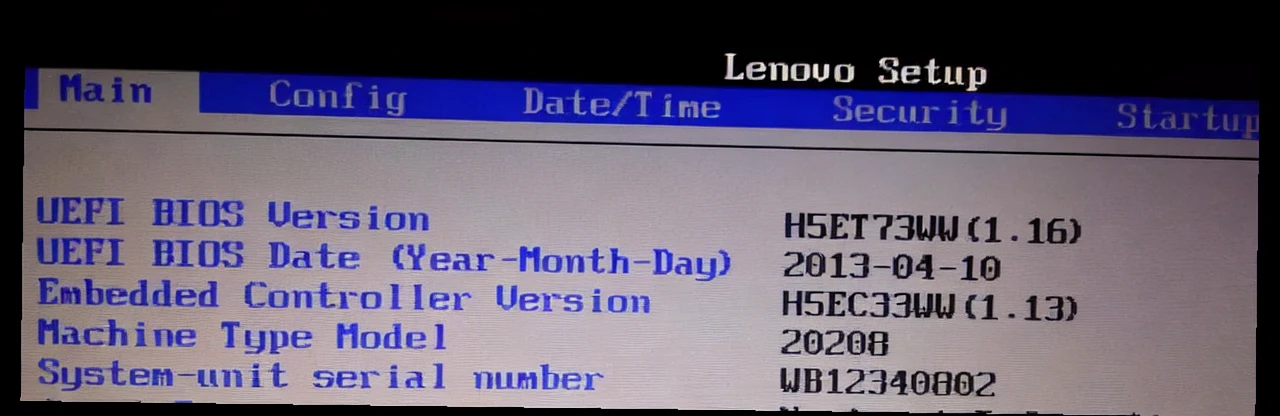 Lenovo Setup
Main Config Date/Time Security Startup
UEFI BIOS Version H5ET73WW(1.16)
UEFI BIOS Date (Year-Month-Day) 2013-04-10
Embedded Controller Version H5EC33WW(1.13)
Machine Type Model 20208
System-unit serial number WB12340802